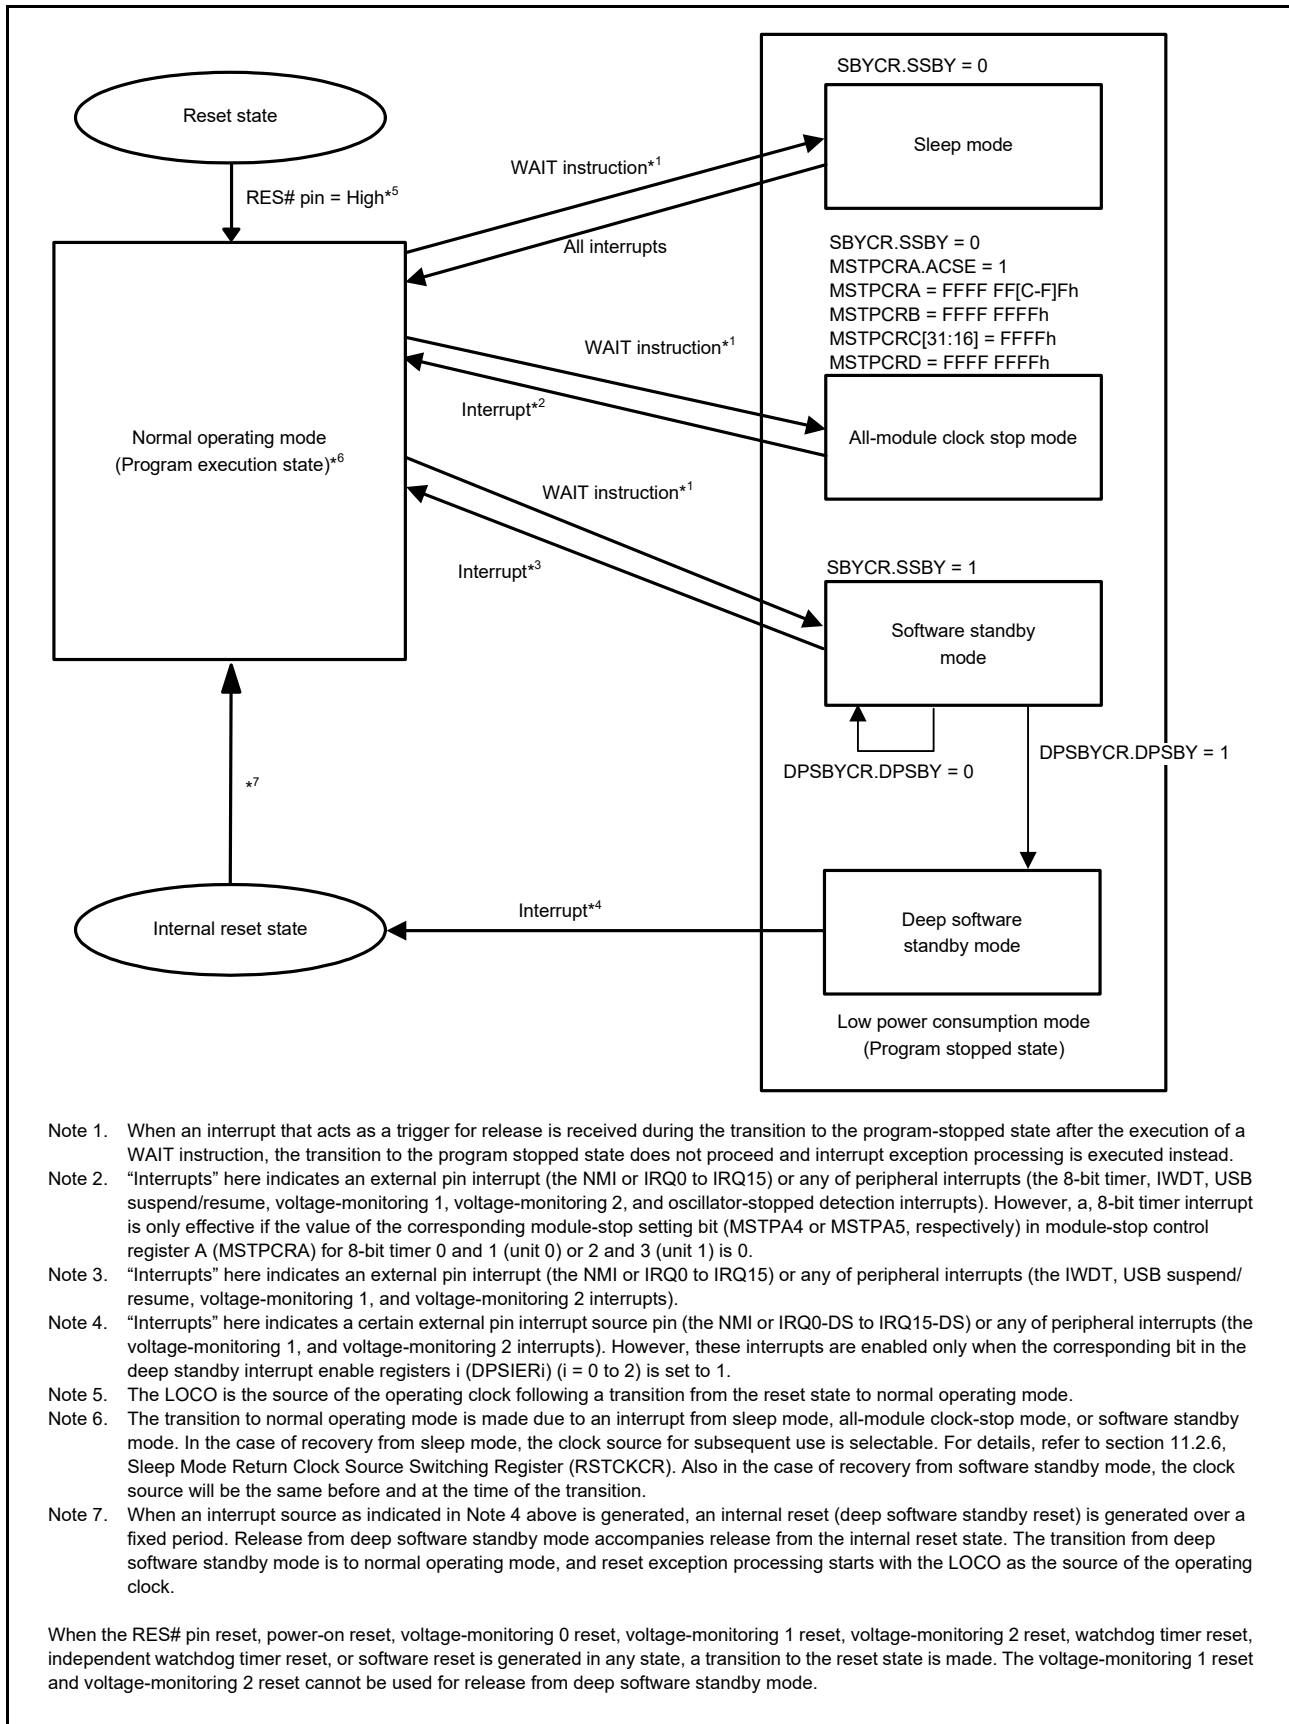 SBYCR.SSBY = 0
Reset state
Sleep mode
WAIT instruction*1
RES# pin = High*5
All interrupts
SBYCR.SSBY = 0
MSTPCRA.ACSE = 1
MSTPCRA = FFFF FF[C-F]Fh
MSTPCRB = FFFF FFFFh
MSTPCRC[31:16] = FFFFh
MSTPCRD = FFFF FFFFh
WAIT instruction*1
Interrupt*2
Normal operating mode
(Program execution state)*6
All-module clock stop mode
WAIT instruction*1
Interrupt*3
SBYCR.SSBY = 1
Software standby
mode
DPSBYCR.DPSBY = 1
DPSBYCR.DPSBY = 0
*7
Interrupt*4
Internal reset state
Deep software
standby mode
Low power consumption mode
(Program stopped state)
Note 1. When an interrupt that acts as a trigger for release is received during the transition to the program-stopped state after the execution of a
WAIT instruction, the transition to the program stopped state does not proceed and interrupt exception processing is executed instead.
Note 2. “Interrupts” here indicates an external pin interrupt (the NMI or IRQ0 to IRQ15) or any of peripheral interrupts (the 8-bit timer, IWDT, USB
suspend/resume, voltage-monitoring 1, voltage-monitoring 2, and oscillator-stopped detection interrupts). However, a, 8-bit timer interrupt
is only effective if the value of the corresponding module-stop setting bit (MSTPA4 or MSTPA5, respectively) in module-stop control
register A (MSTPCRA) for 8-bit timer 0 and 1 (unit 0) or 2 and 3 (unit 1) is 0.
Note 3. “Interrupts” here indicates an external pin interrupt (the NMI or IRQ0 to IRQ15) or any of peripheral interrupts (the IWDT, USB suspend/
resume, voltage-monitoring 1, and voltage-monitoring 2 interrupts).
Note 4. “Interrupts” here indicates a certain external pin interrupt source pin (the NMI or IRQ0-DS to IRQ15-DS) or any of peripheral interrupts (the
voltage-monitoring 1, and voltage-monitoring 2 interrupts). However, these interrupts are enabled only when the corresponding bit in the
deep standby interrupt enable registers i (DPSIERi) (i = 0 to 2) is set to 1.
Note 5. The LOCO is the source of the operating clock following a transition from the reset state to normal operating mode.
Note 6. The transition to normal operating mode is made due to an interrupt from sleep mode, all-module clock-stop mode, or software standby
mode. In the case of recovery from sleep mode, the clock source for subsequent use is selectable. For details, refer to section 11.2.6,
Sleep Mode Return Clock Source Switching Register (RSTCKCR). Also in the case of recovery from software standby mode, the clock
source will be the same before and at the time of the transition.
Note 7. When an interrupt source as indicated in Note 4 above is generated, an internal reset (deep software standby reset) is generated over a
fixed period. Release from deep software standby mode accompanies release from the internal reset state. The transition from deep
software standby mode is to normal operating mode, and reset exception processing starts with the LOCO as the source of the operating
clock.
When the RES# pin reset, power-on reset, voltage-monitoring 0 reset, voltage-monitoring 1 reset, voltage-monitoring 2 reset, watchdog timer reset,
independent watchdog timer reset, or software reset is generated in any state, a transition to the reset state is made. The voltage-monitoring 1 reset
and voltage-monitoring 2 reset cannot be used for release from deep software standby mode.